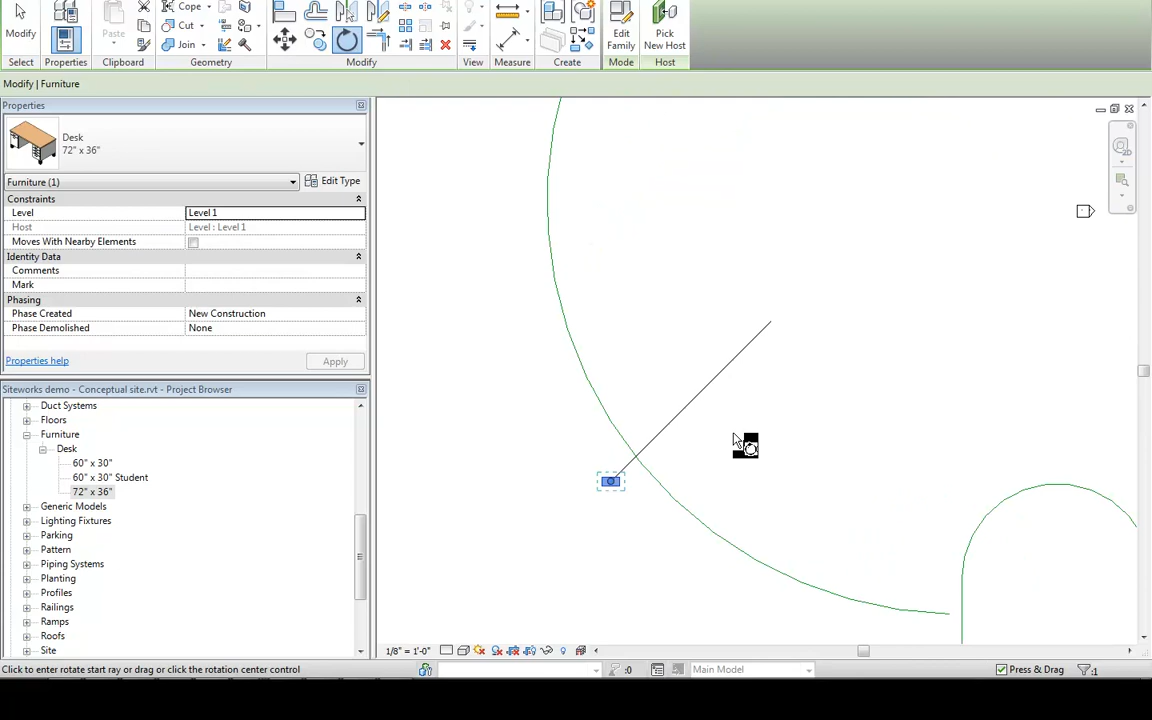 Cope
Modify
Paste
Cut
Join
Edit
Family
Pick
New Host
Select
Properties
Clipboard
Geometry
Modify
View
Measure
Create
Mode
Host
Modify | Furniture
Properties
Desk
72" x 36"
Furniture (1)
Edit Type
Constraints
Level
Level 1
Host
Level : Level 1
Moves With Nearby Elements
Identity Data
Comments
Mark
Phasing
Phase Created
New Construction
Phase Demolished
None
Properties help
Apply
Siteworks demo - Conceptual site.rvt - Project Browser
Duct Systems
Floors
Furniture
Desk
60" x 30"
60" x 30" Student
72" x 36"
Generic Models
Lighting Fixtures
Parking
Pattern
Piping Systems
Planting
Profiles
Railings
Ramps
Roofs
Site
2D
1/8" = 1'-0"
Click to enter rotate start ray or drag or click the rotation center control
:0
Main Model
Press & Drag
:1